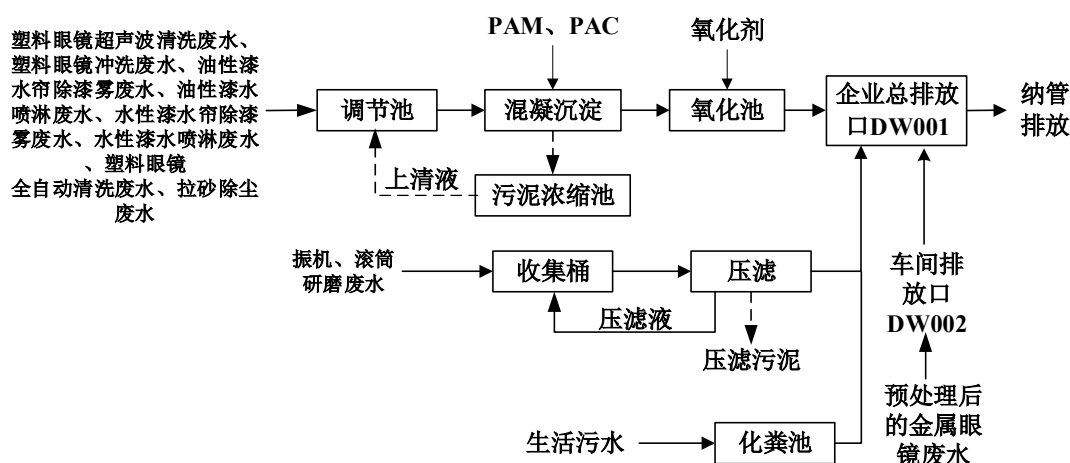 塑料眼镜超声波清洗废水、
塑料眼镜冲洗废水、油性漆
水帘除漆雾废水、油性漆水
喷淋废水、水性漆水帘除漆
雾废水、水性漆水喷淋废水
、塑料眼镜
全自动清洗废水、拉砂除尘
废水
调节池
PAM、PAC
混凝沉淀
氧化剂
氧化池
企业总排放
口DW001
纳管
排放
上清液
污泥浓缩池
振机、滚筒
研磨废水
收集桶
压滤
压滤液
压滤污泥
车间排
放口
DW002
生活污水
化粪池
预处理后
的金属眼
镜废水